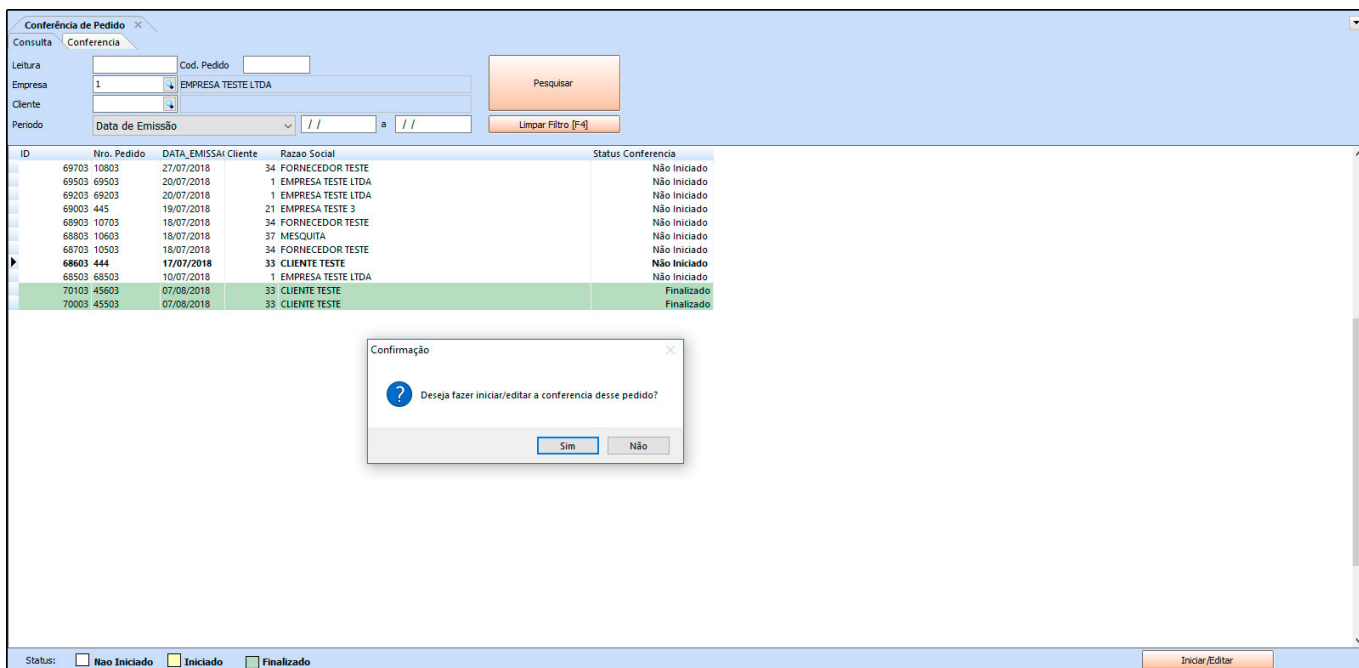 Conferência de Pedido
Consulta Conferencia
Leitura Cod. Pedido
Empresa 1 EMPRESA TESTE LTDA Pesquisar
Cliente
Periodo Data de Emissão / / a / / Limpar Filtro [F4]
ID Nro. Pedido DATA_EMISSA Cliente Razao Social Status Conferencia
69703 10803 27/07/2018 34 FORNECEDOR TESTE Não Iniciado
69503 69503 20/07/2018 1 EMPRESA TESTE LTDA Não Iniciado
69203 69203 20/07/2018 1 EMPRESA TESTE LTDA Não Iniciado
69003 445 19/07/2018 21 EMPRESA TESTE 3 Não Iniciado
68903 10703 18/07/2018 34 FORNECEDOR TESTE Não Iniciado
68803 10603 18/07/2018 37 MESQUITA Não Iniciado
68703 10503 18/07/2018 34 FORNECEDOR TESTE Não Iniciado
68603 444 17/07/2018 33 CLIENTE TESTE Não Iniciado
68503 68503 10/07/2018 1 EMPRESA TESTE LTDA Não Iniciado
70103 45603 07/08/2018 33 CLIENTE TESTE Finalizado
70003 45503 07/08/2018 33 CLIENTE TESTE Finalizado
Confirmação
Deseja fazer iniciar/editar a conferencia desse pedido?
Sim Não
Status: Nao Iniciado Iniciado Finalizado Iniciar/Editar